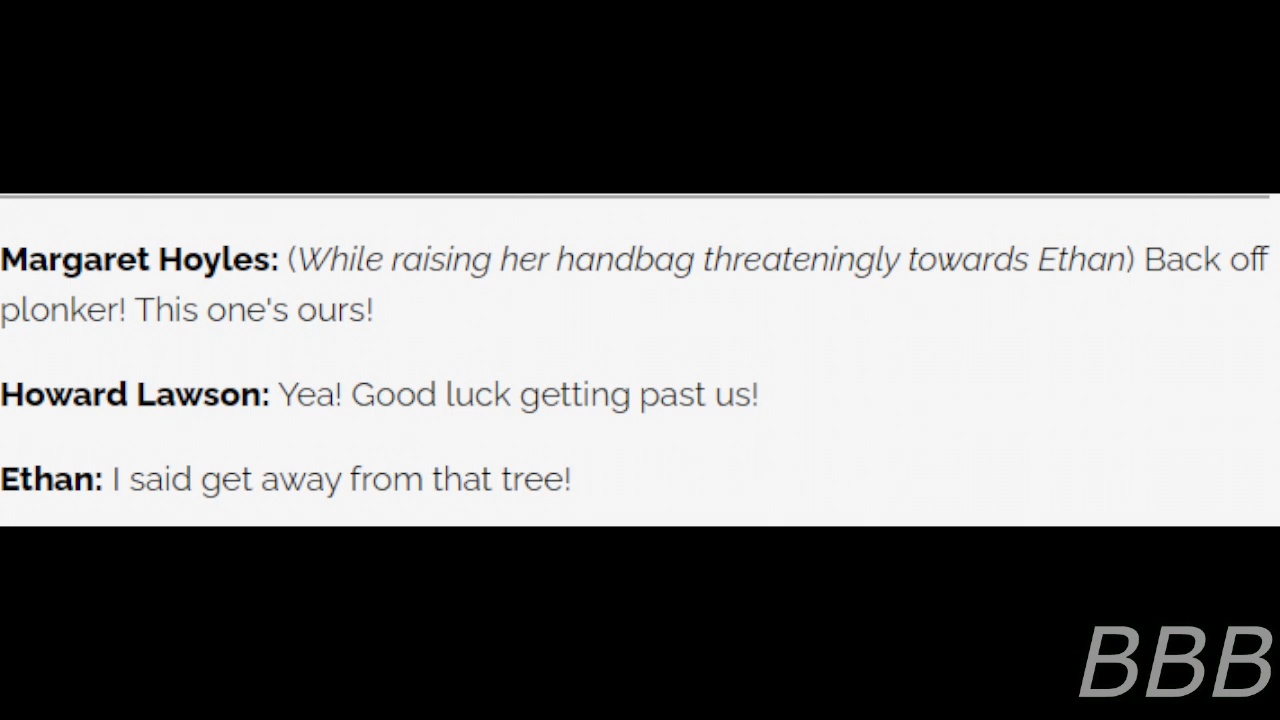 Margaret Hoyles: (While raising her handbag threateningly towards Ethan) Back off
plonker! This one's ours!
Howard Lawson: Yea! Good luck getting past us!
Ethan: I said get away from that tree!
BBB